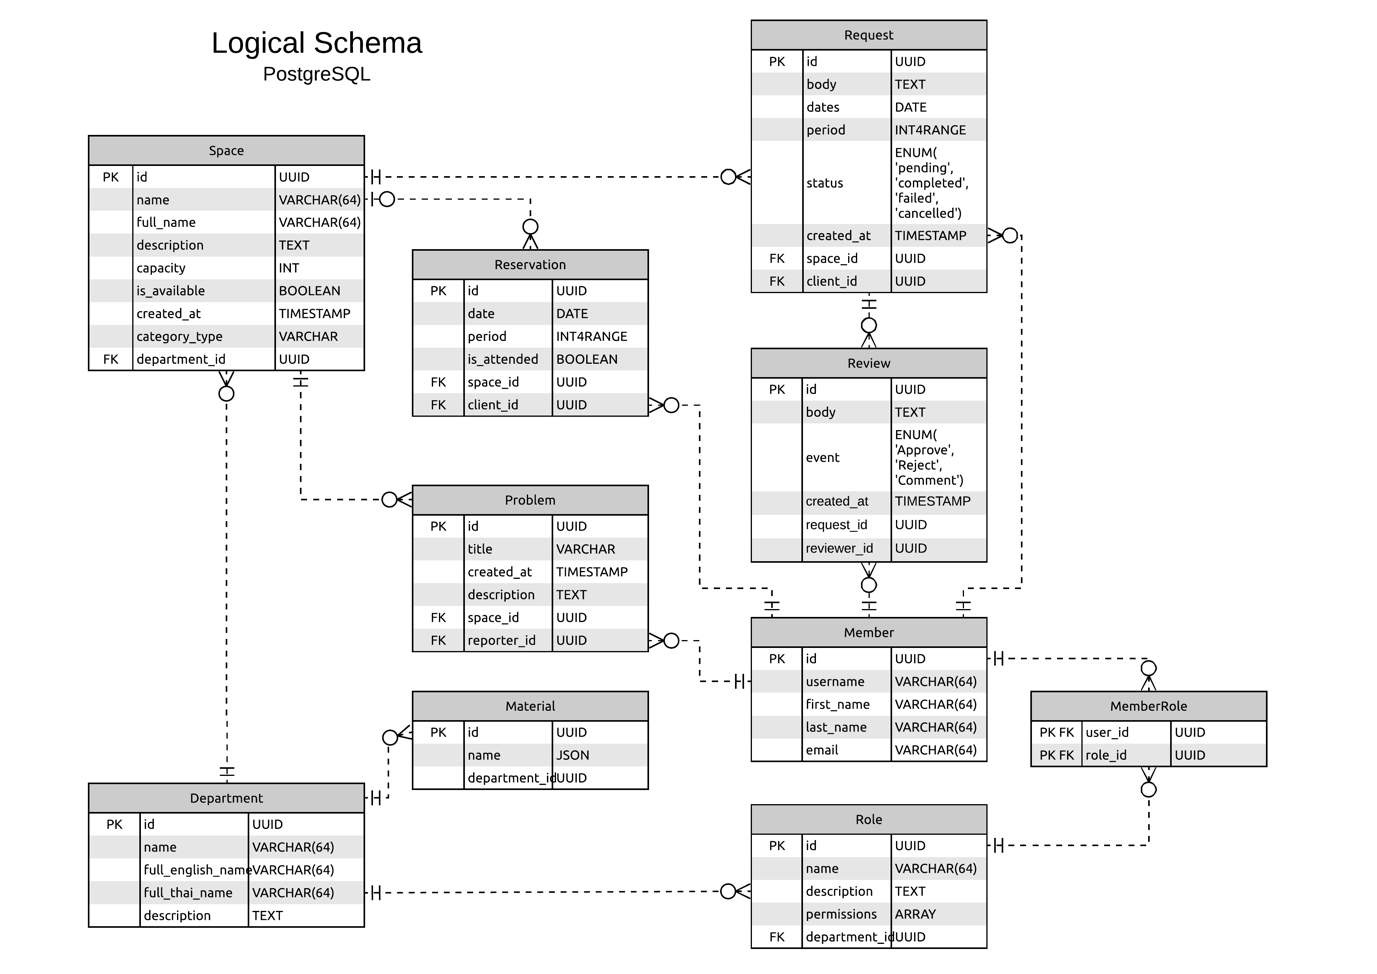 Logical Schema
PostgreSQL
Request
PK id UUID
body TEXT
dates DATE
period INT4RANGE
status ENUM(
'pending',
'completed',
'failed',
'cancelled')
created_at TIMESTAMP
FK space_id UUID
FK client_id UUID
Space
PK id UUID
name VARCHAR(64)
full_name VARCHAR(64)
description TEXT
capacity INT
is_available BOOLEAN
created_at TIMESTAMP
category_type VARCHAR
FK department_id UUID
Reservation
PK id UUID
date DATE
period INT4RANGE
is_attended BOOLEAN
FK space_id UUID
FK client_id UUID
Review
PK id UUID
body TEXT
event ENUM(
'Approve',
'Reject',
'Comment')
created_at TIMESTAMP
request_id UUID
reviewer_id UUID
Problem
PK id UUID
title VARCHAR
created_at TIMESTAMP
description TEXT
FK space_id UUID
FK reporter_id UUID
Member
PK id UUID
username VARCHAR(64)
first_name VARCHAR(64)
last_name VARCHAR(64)
email VARCHAR(64)
MemberRole
PK FK user_id UUID
PK FK role_id UUID
Material
PK id UUID
name JSON
department_id UUID
Department
PK id UUID
name VARCHAR(64)
full_english_name VARCHAR(64)
full_thai_name VARCHAR(64)
description TEXT
Role
PK id UUID
name VARCHAR(64)
description TEXT
permissions ARRAY
FK department_id UUID